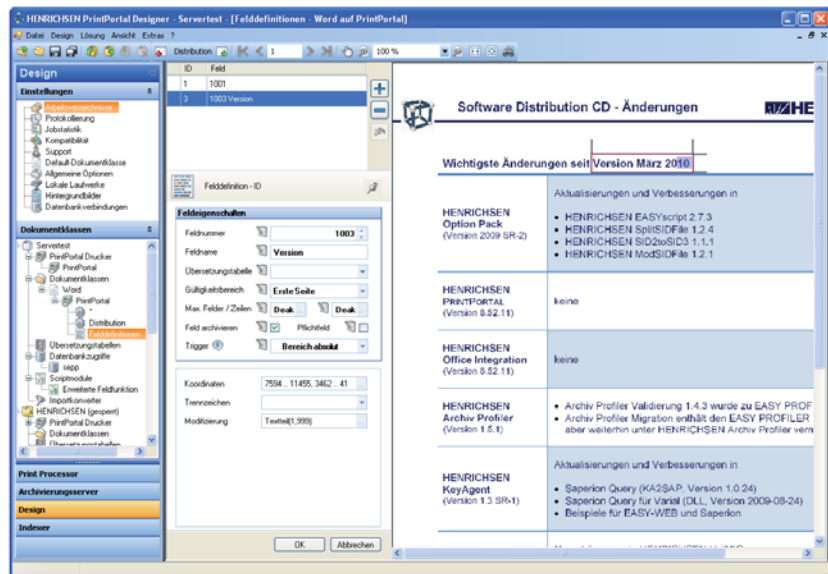 HENRICHSEN PrintPortal Designer - Servertest - [Felddefinitionen - Word auf PrintPortal]
Datei Design Lösung Ansicht Extras ?
Distribution 1 100 %
Design
Einstellungen
Arbeitsverzeichnisse
Protokollierung
Jobstatistik
Kompatibilität
Support
Default-Dokumentklasse
Allgemeine Optionen
Lokale Laufwerke
Hintergrundbilder
Datenbankverbindungen
Dokumentklassen
Servertest
PrintPortal Drucker
PrintPortal
Dokumentklassen
Word
PrintPortal
*
Distribution
Felddefinitionen
Übersetzungstabellen
Datenbankzugriffe
sepp
Scriptmodule
Erweiterte Feldfunktion
Importkonverter
HENRICHSEN (gesperrt)
PrintPortal Drucker
Dokumentklassen
Übersetzungstabellen
Print Processor
Archivierungsserver
Design
Indexer
ID Feld
1 1001
3 1003 Version
Felddefinition - ID
Feldeigenschaften
Feldnummer 1003
Feldname Version
Übersetzungstabelle
Gültigkeitsbereich Erste Seite
Max. Felder / Zeilen Deak... Deak...
Feld archivieren Pflichtfeld
Trigger Bereich absolut
Koordinaten 7594 .. 11455, 3462 .. 41
Trennzeichen
Modifizierung Textteil(1,999)
OK Abbrechen
Software Distribution CD - Änderungen
HE
Wichtigste Änderungen seit Version März 2010
HENRICHSEN
Option Pack
(Version 2009 SR-2)
Aktualisierungen und Verbesserungen in
• HENRICHSEN EASYscript 2.7.3
• HENRICHSEN SplitSIDFile 1.2.4
• HENRICHSEN SID2toSID3 1.1.1
• HENRICHSEN ModSIDFile 1.2.1
HENRICHSEN
PRINTPORTAL
(Version 8.52.11)
keine
HENRICHSEN
Office Integration
(Version 8.52.11)
keine
HENRICHSEN
Archiv Profiler
(Version 1.5.1)
• Archiv Profiler Validierung 1.4.3 wurde zu EASY PROF
• Archiv Profiler Migration enthält den EASY PROFILER
aber weiterhin unter HENRICHSEN Archiv Profiler verm
HENRICHSEN
KeyAgent
(Version 1.3 SR-1)
Aktualisierungen und Verbesserungen in
• Saperion Query (KA2SAP, Version 1.0.24)
• Saperion Query für Varial (DLL, Version 2009-08-24)
• Beispiele für EASY-WEB und Saperion